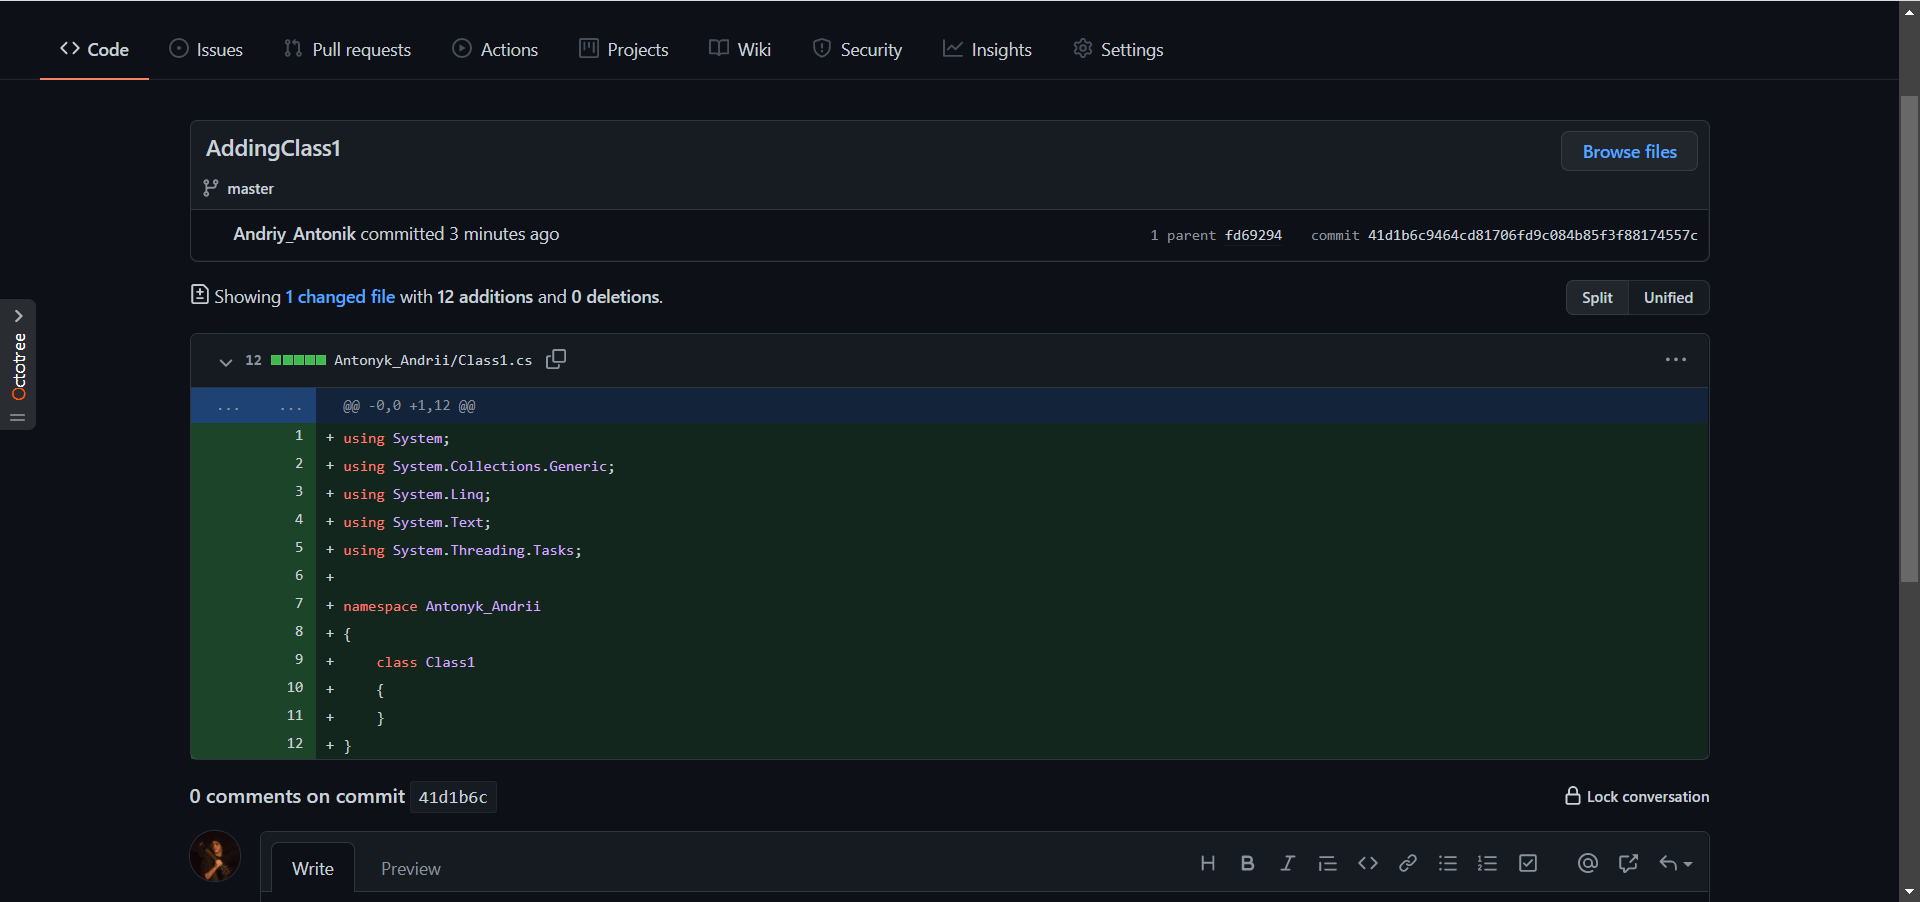 Code Issues Pull requests Actions Projects Wiki Security Insights Settings
AddingClass1
Browse files
master
Andriy_Antonik committed 3 minutes ago
1 parent fd69294 commit 41d1b6c9464cd81706fd9c084b85f3f88174557c
Showing 1 changed file with 12 additions and 0 deletions.
Split Unified
Octotree
12 Antonyk_Andrii/Class1.cs
... ... @@ -0,0 +1,12 @@
1 + using System;
2 + using System.Collections.Generic;
3 + using System.Linq;
4 + using System.Text;
5 + using System.Threading.Tasks;
6 +
7 + namespace Antonyk_Andrii
8 + {
9 +     class Class1
10 +     {
11 +     }
12 + }
0 comments on commit 41d1b6c
Lock conversation
Write Preview